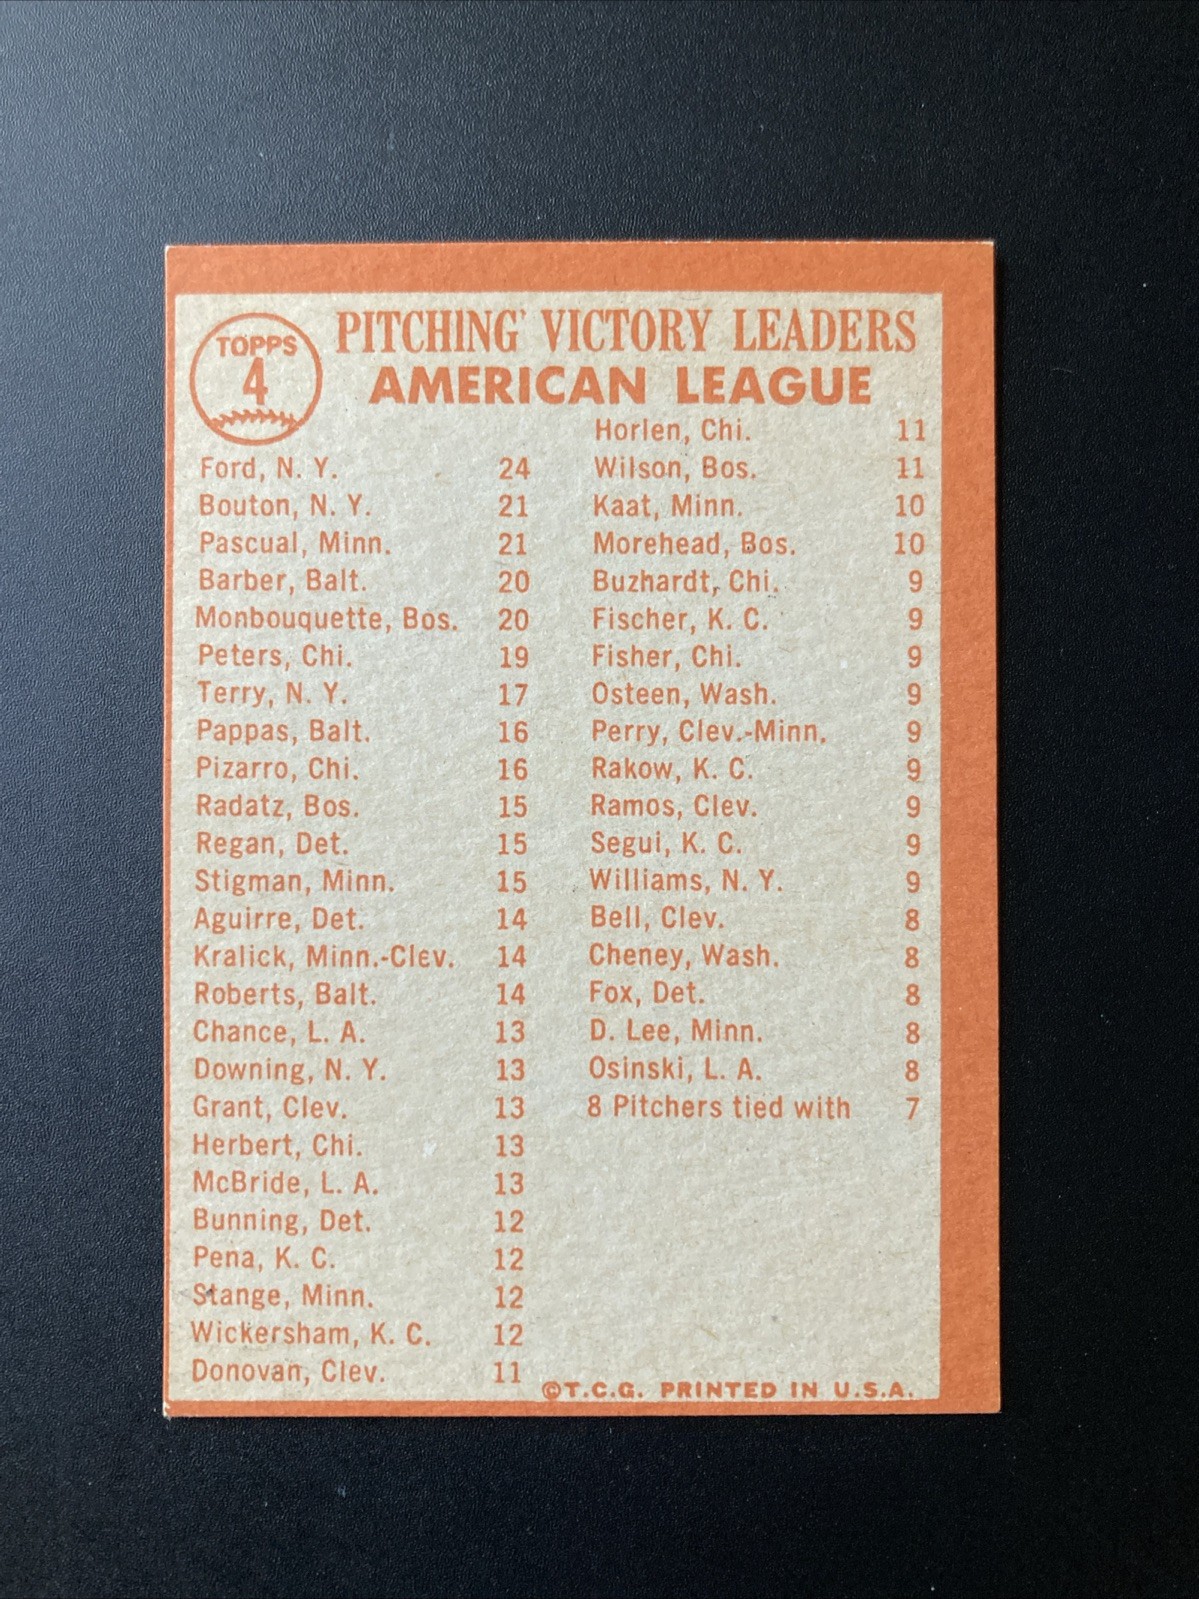 TOPPS
4
PITCHING VICTORY LEADERS
AMERICAN LEAGUE
Ford, N. Y. 24
Bouton, N. Y. 21
Pascual, Minn. 21
Barber, Balt. 20
Monbouquette, Bos. 20
Peters, Chi. 19
Terry, N. Y. 17
Pappas, Balt. 16
Pizarro, Chi. 16
Radatz, Bos. 15
Regan, Det. 15
Stigman, Minn. 15
Aguirre, Det. 14
Kralick, Minn.-Clev. 14
Roberts, Balt. 14
Chance, L. A. 13
Downing, N. Y. 13
Grant, Clev. 13
Herbert, Chi. 13
McBride, L. A. 13
Bunning, Det. 12
Pena, K. C. 12
Stange, Minn. 12
Wickersham, K. C. 12
Donovan, Clev. 11
Horlen, Chi. 11
Wilson, Bos. 11
Kaat, Minn. 10
Morehead, Bos. 10
Buzhardt, Chi. 9
Fischer, K. C. 9
Fisher, Chi. 9
Osteen, Wash. 9
Perry, Clev.-Minn. 9
Rakow, K. C. 9
Ramos, Clev. 9
Segui, K. C. 9
Williams, N. Y. 9
Bell, Clev. 8
Cheney, Wash. 8
Fox, Det. 8
D. Lee, Minn. 8
Osinski, L. A. 8
8 Pitchers tied with 7
©T.C.G. PRINTED IN U.S.A.